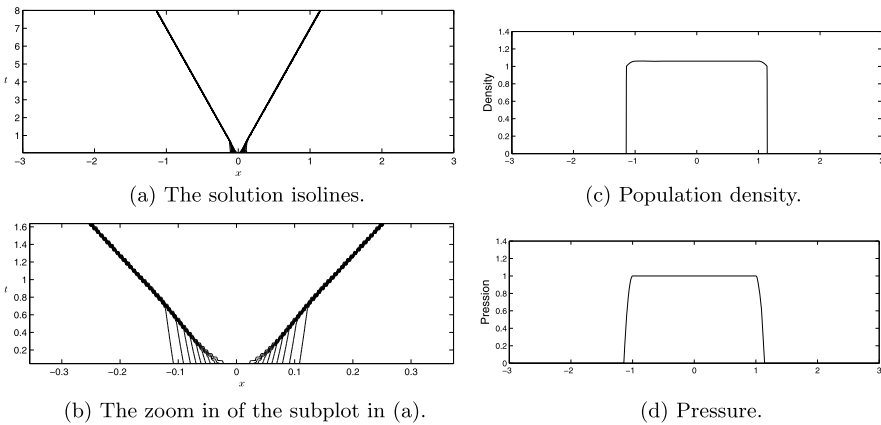 8
7
6
5
t
4
3
2
1
−3 −2 −1 0 1 2 3
x
(a) The solution isolines.
1.4
1.2
1
0.8
0.6
0.4
0.2
0
Density
−3 −2 −1 0 1 2 3
(c) Population density.
1.6
1.4
1.2
1
t
0.8
0.6
0.4
0.2
−0.3 −0.2 −0.1 0 0.1 0.2 0.3
x
(b) The zoom in of the subplot in (a).
1.4
1.2
1
0.8
0.6
0.4
0.2
0
Pression
−3 −2 −1 0 1 2 3
(d) Pressure.